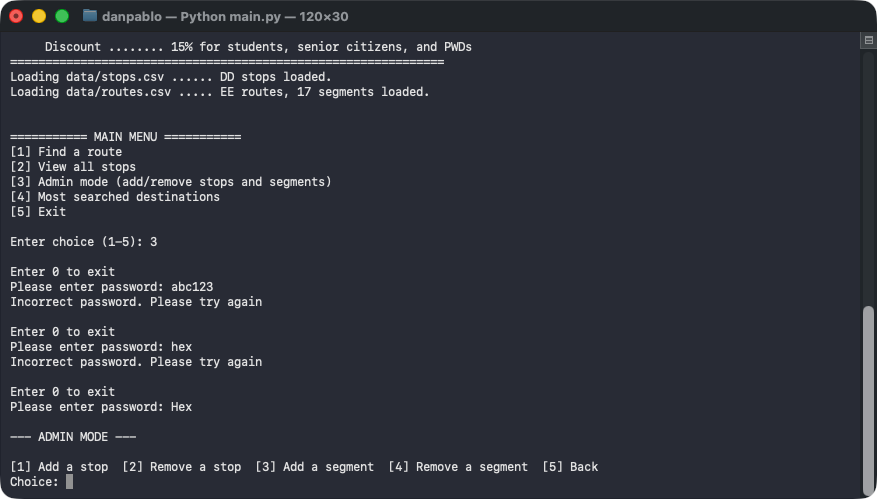 danpablo — Python main.py — 120×30
Discount ........ 15% for students, senior citizens, and PWDs
==============================================================
Loading data/stops.csv ...... DD stops loaded.
Loading data/routes.csv ..... EE routes, 17 segments loaded.
=========== MAIN MENU ===========
[1] Find a route
[2] View all stops
[3] Admin mode (add/remove stops and segments)
[4] Most searched destinations
[5] Exit
Enter choice (1–5): 3
Enter 0 to exit
Please enter password: abc123
Incorrect password. Please try again
Enter 0 to exit
Please enter password: hex
Incorrect password. Please try again
Enter 0 to exit
Please enter password: Hex
——— ADMIN MODE ———
[1] Add a stop  [2] Remove a stop  [3] Add a segment  [4] Remove a segment  [5] Back
Choice: